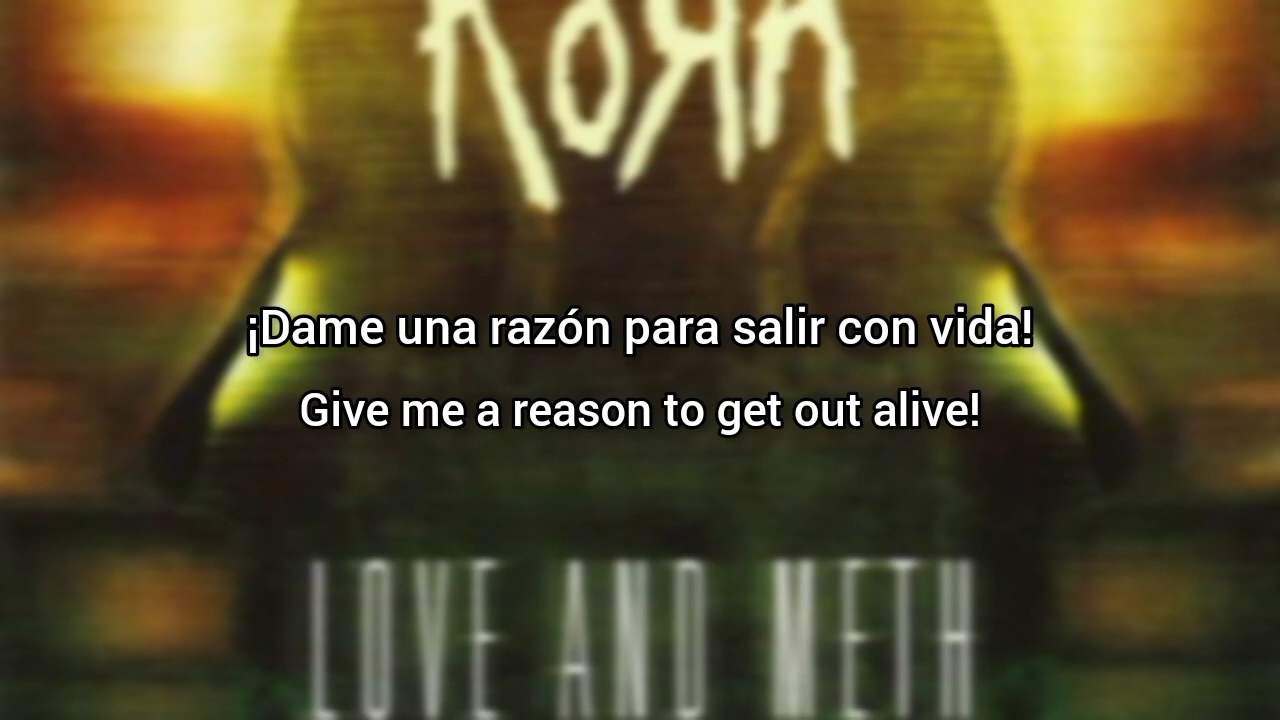 KoЯn
¡Dame una razón para salir con vida!
Give me a reason to get out alive!
LOVE AND METH